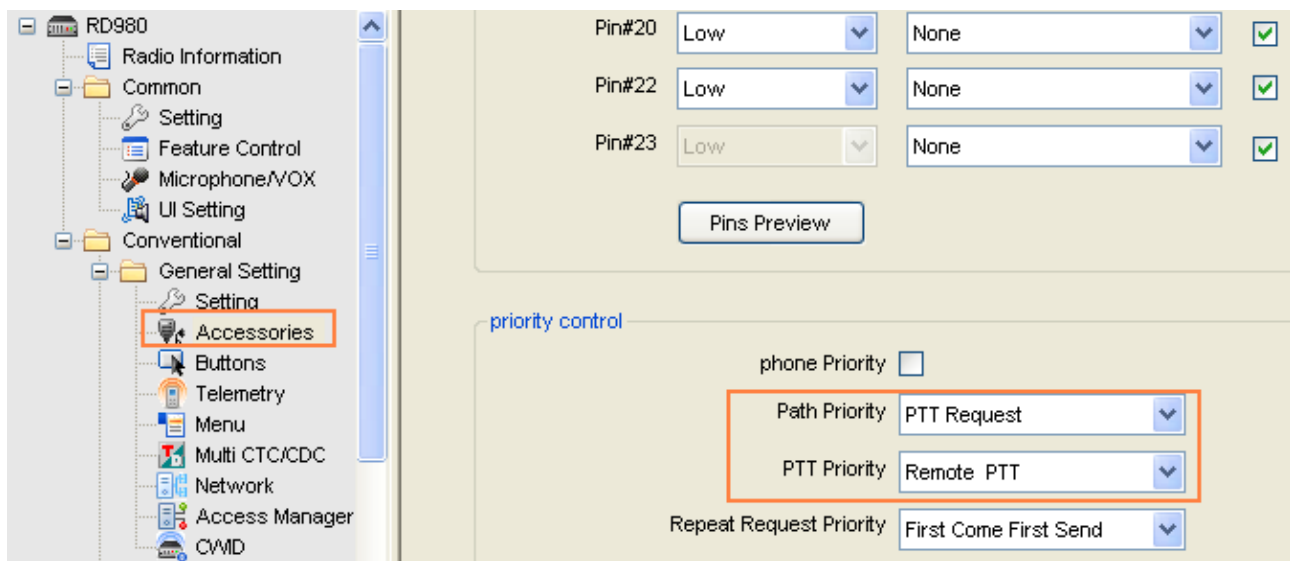 RD980
Radio Information
Common
Setting
Feature Control
Microphone/VOX
UI Setting
Conventional
General Setting
Setting
Accessories
Buttons
Telemetry
Menu
Multi CTC/CDC
Network
Access Manager
CWID
Pin#20 Low None
Pin#22 Low None
Pin#23 Low None
Pins Preview
priority control
phone Priority
Path Priority PTT Request
PTT Priority Remote PTT
Repeat Request Priority First Come First Send